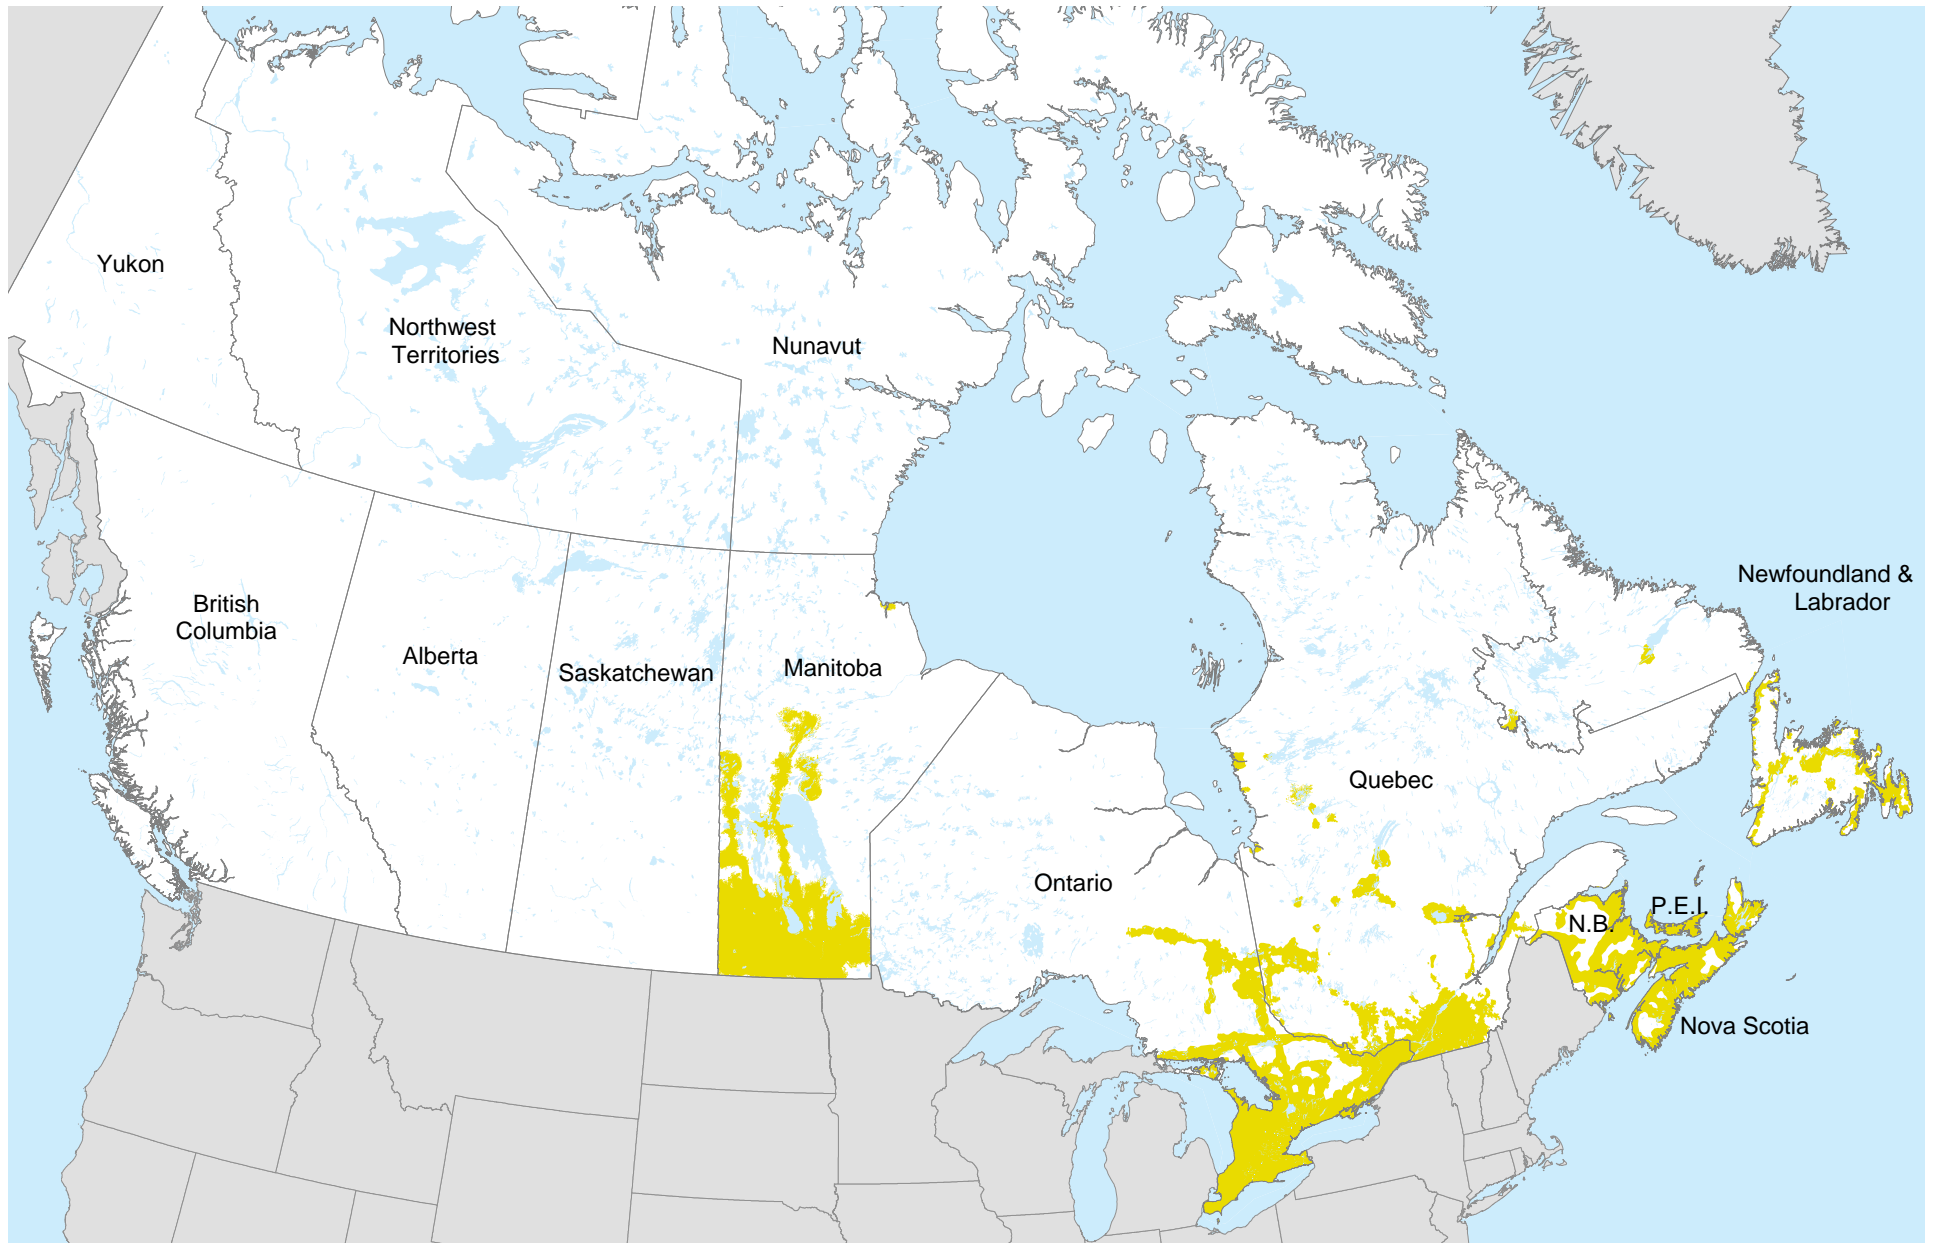 Yukon
Northwest
Territories
Nunavut
Newfoundland &
Labrador
British
Columbia
Alberta
Saskatchewan
Manitoba
Quebec
Ontario
P.E.I.
N.B.
Nova Scotia